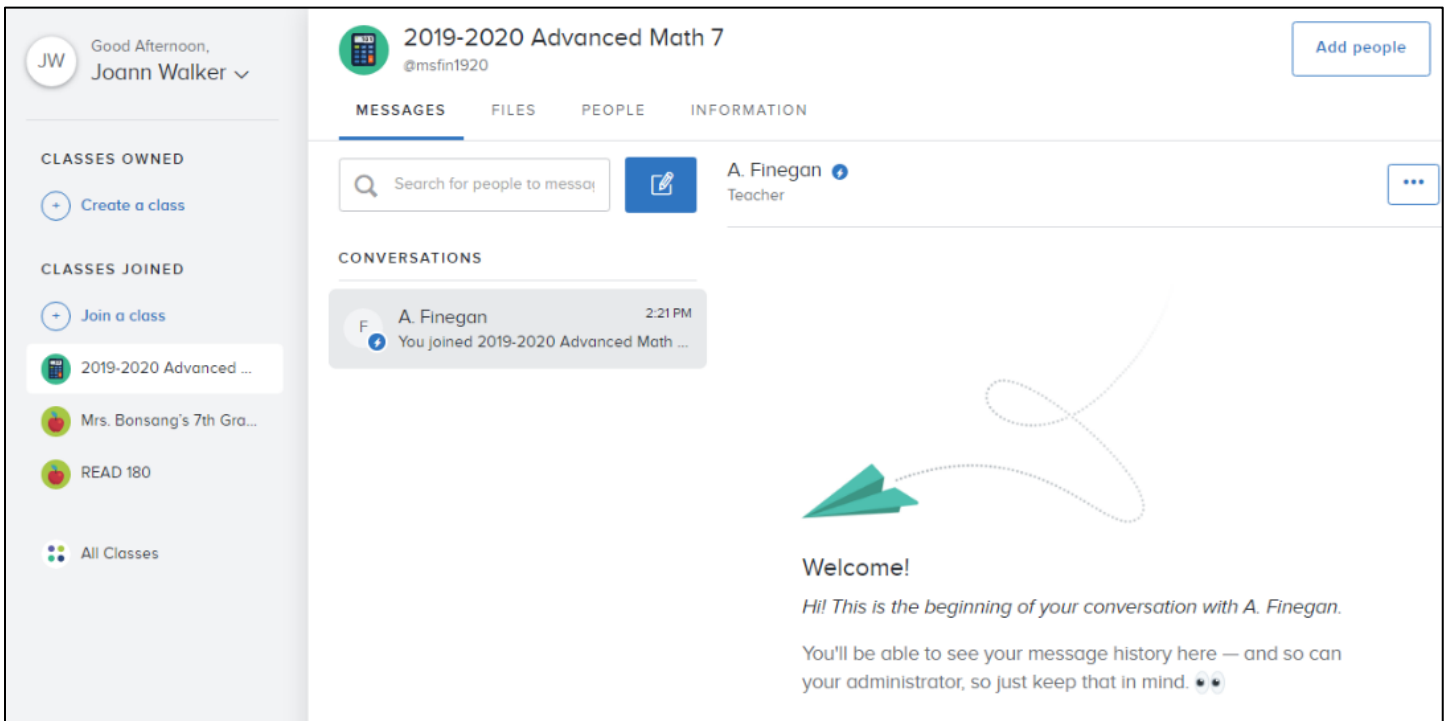 JW
Good Afternoon,
Joann Walker
CLASSES OWNED
Create a class
CLASSES JOINED
Join a class
2019-2020 Advanced ...
Mrs. Bonsang's 7th Gra...
READ 180
All Classes
2019-2020 Advanced Math 7
@msfin1920
Add people
MESSAGES FILES PEOPLE INFORMATION
Search for people to messag
CONVERSATIONS
F
A. Finegan 2:21 PM
You joined 2019-2020 Advanced Math ...
A. Finegan
Teacher
Welcome!
Hi! This is the beginning of your conversation with A. Finegan.
You'll be able to see your message history here — and so can
your administrator, so just keep that in mind. 👀